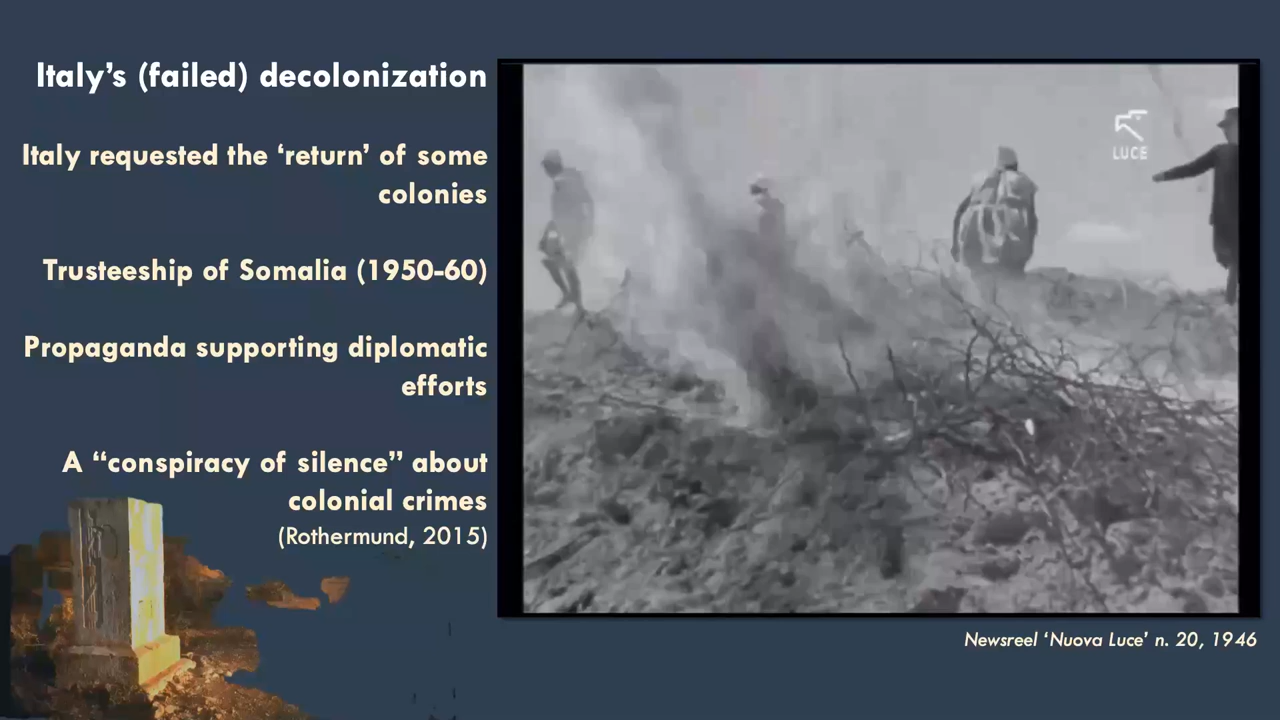 Italy’s (failed) decolonization
Italy requested the ‘return’ of some
colonies
Trusteeship of Somalia (1950-60)
Propaganda supporting diplomatic
efforts
A “conspiracy of silence” about
colonial crimes
(Rothermund, 2015)
LUCE
Newsreel ‘Nuova Luce’ n. 20, 1946